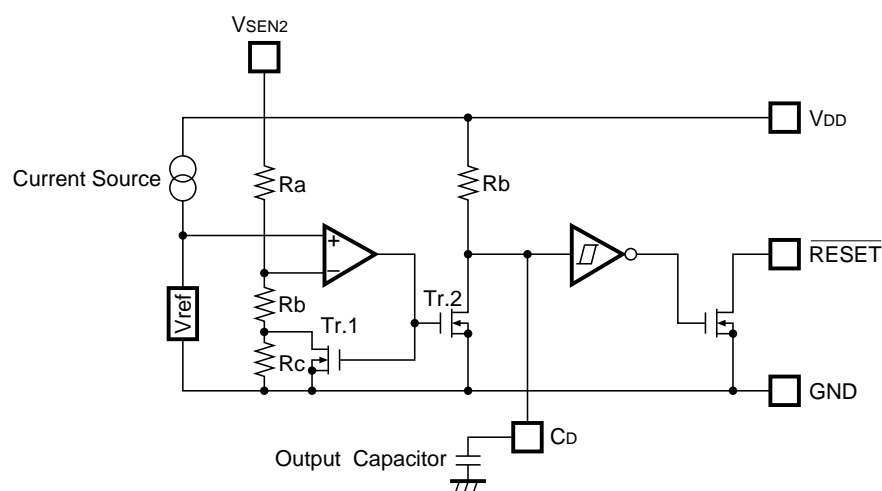 VSEN2
VDD
Current Source
Ra
Rb
+
−
RESET
Vref
Rb
Tr.1
Tr.2
Rc
GND
CD
Output Capacitor